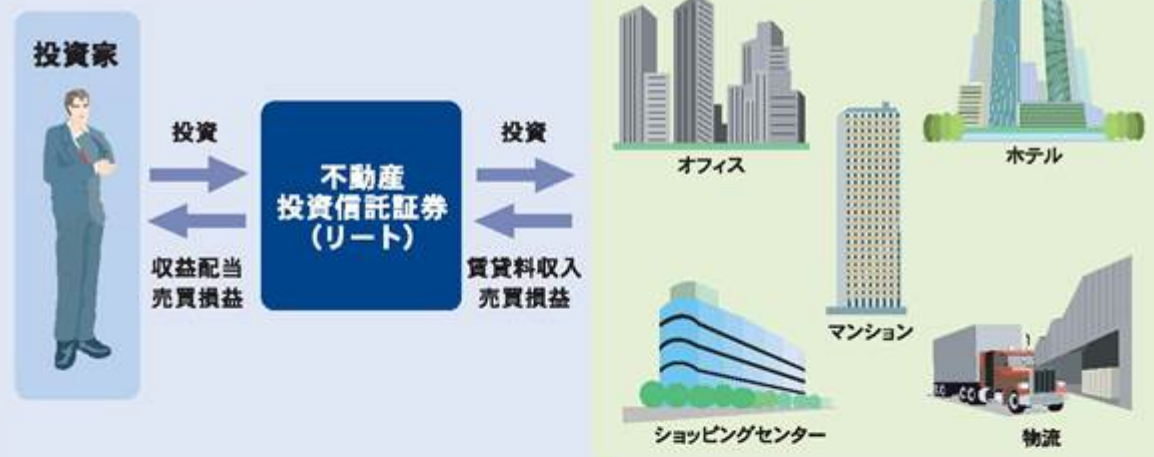 投資家
投資
収益配当
売買損益
不動産
投資信託証券
(リート)
投資
賃貸料収入
売買損益
オフィス
ホテル
マンション
ショッピングセンター
物流